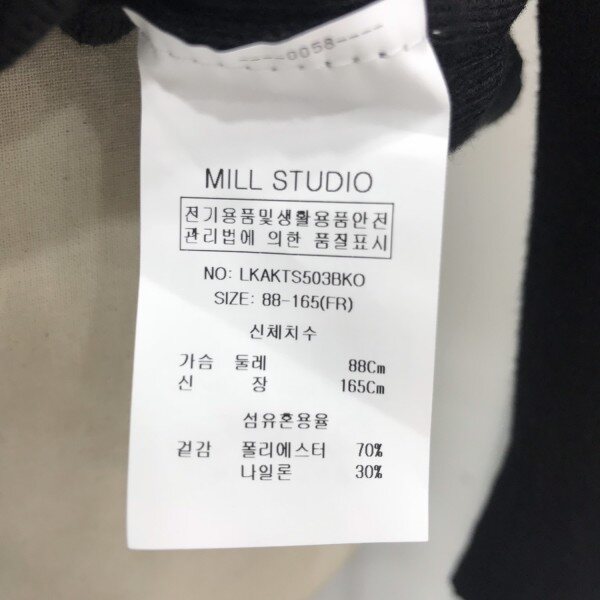 ----0058----
MILL STUDIO
전기용품및생활용품안전
관리법에 의한 품질표시
NO: LKAKTS503BKO
SIZE: 88-165(FR)
신체치수
가슴 둘레 88Cm
신 장 165Cm
섬유혼용율
겉감 폴리에스터 70%
나일론 30%